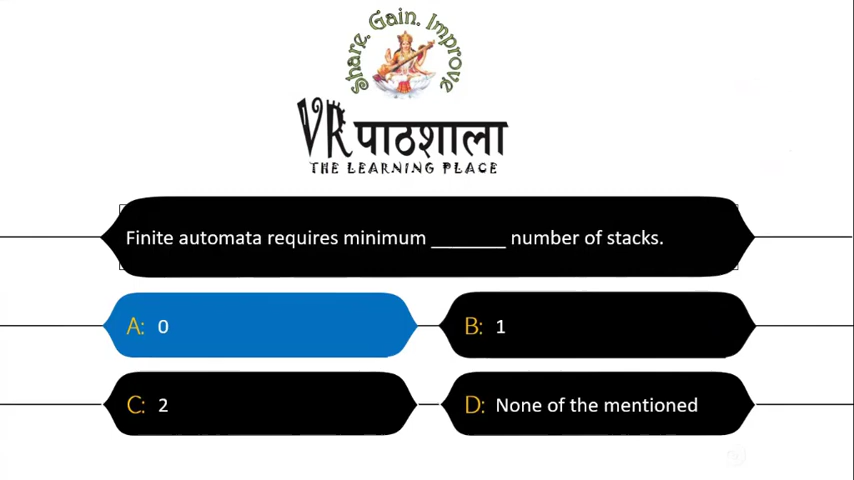 Share. Gain. Improve
VR पाठशाला
THE LEARNING PLACE
Finite automata requires minimum _______ number of stacks.
A: 0
B: 1
C: 2
D: None of the mentioned